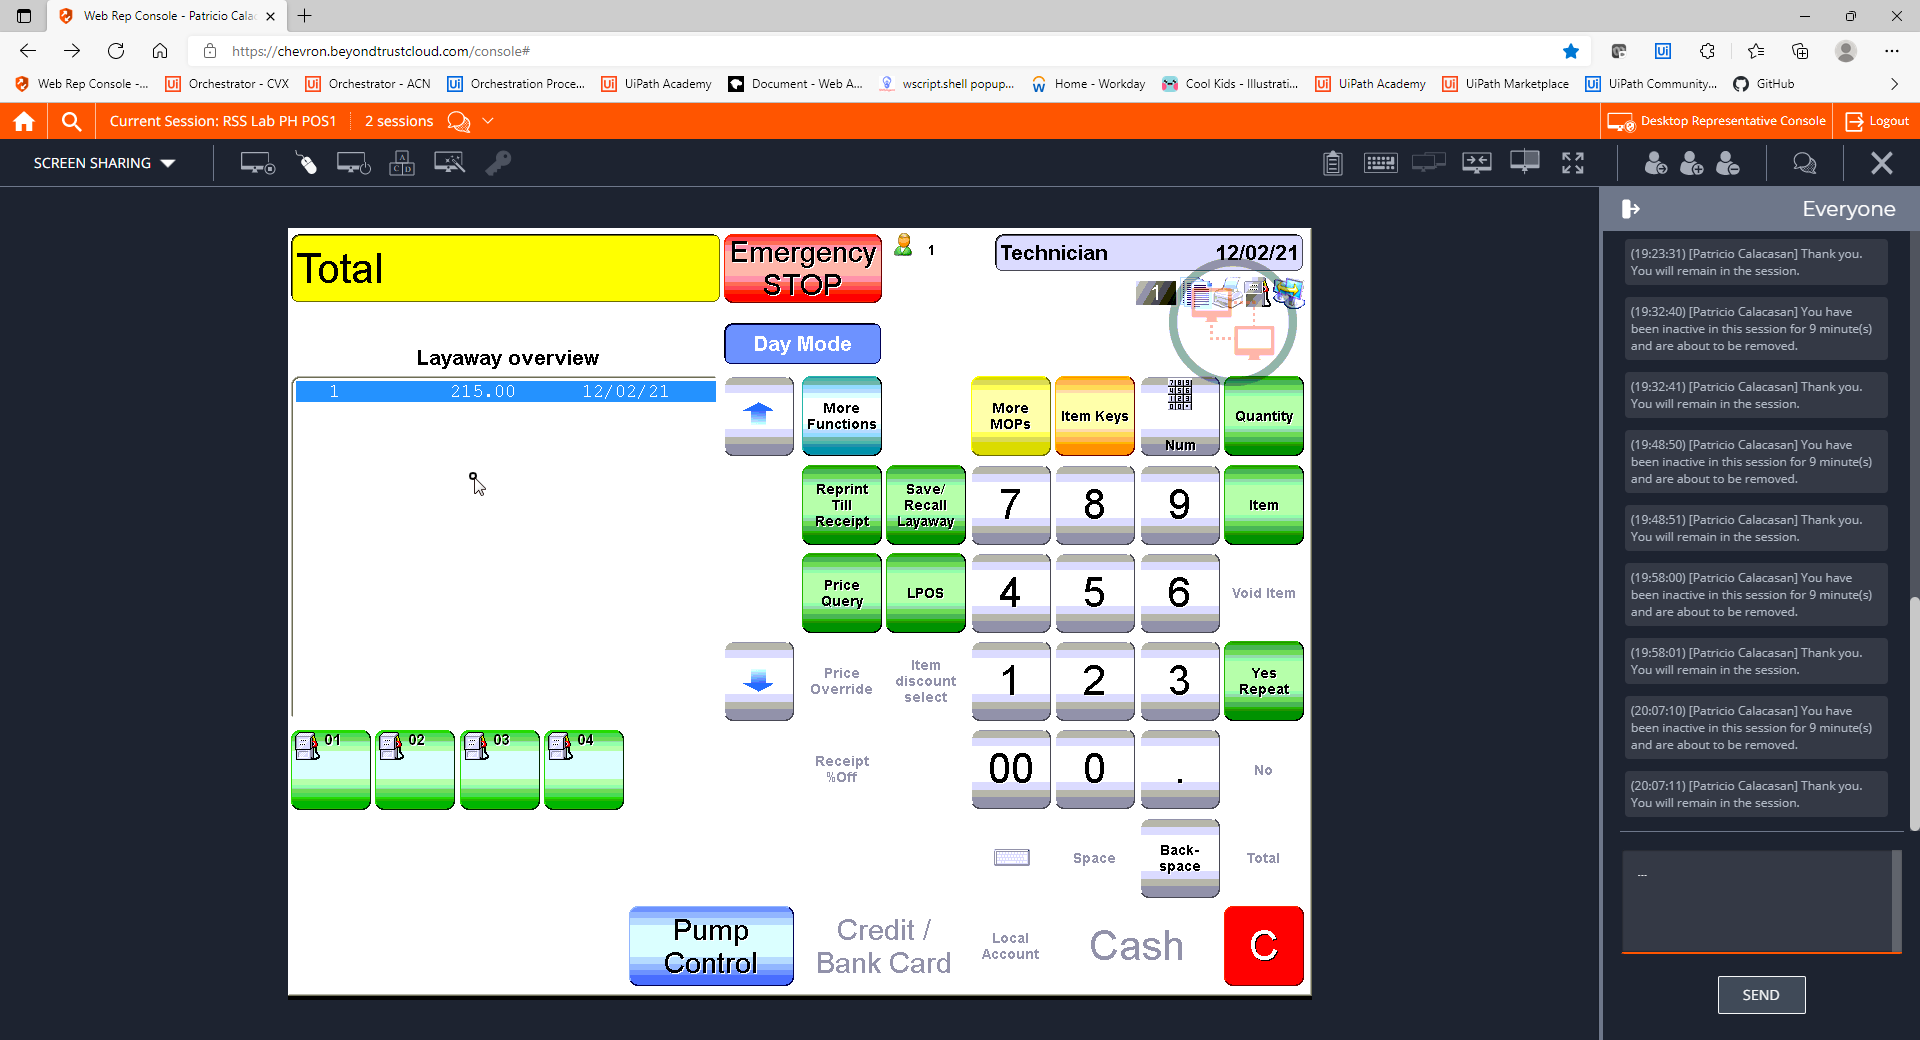 Web Rep Console - Patricio Cala
https://chevron.beyondtrustcloud.com/console#
Web Rep Console -...
Orchestrator - CVX
Orchestrator - ACN
Orchestration Proce...
UiPath Academy
Document - Web A...
wscript.shell popup...
Home - Workday
Cool Kids - Illustrati...
UiPath Academy
UiPath Marketplace
UiPath Community...
GitHub
Current Session: RSS Lab PH POS1
2 sessions
Desktop Representative Console
Logout
SCREEN SHARING
Everyone
Total
Emergency
STOP
1
Technician 12/02/21
1
Day Mode
Layaway overview
1 215.00 12/02/21
More
Functions
More
MOPs
Item Keys
Num
Quantity
Reprint
Till
Receipt
Save/
Recall
Layaway
7
8
9
Item
Price
Query
LPOS
4
5
6
Void Item
Price
Override
Item
discount
select
1
2
3
Yes
Repeat
01
02
03
04
Receipt
%Off
00
0
.
No
Space
Back-
space
Total
Pump
Control
Credit /
Bank Card
Local
Account
Cash
C
(19:23:31) [Patricio Calacasan] Thank you.
You will remain in the session.
(19:32:40) [Patricio Calacasan] You have
been inactive in this session for 9 minute(s)
and are about to be removed.
(19:32:41) [Patricio Calacasan] Thank you.
You will remain in the session.
(19:48:50) [Patricio Calacasan] You have
been inactive in this session for 9 minute(s)
and are about to be removed.
(19:48:51) [Patricio Calacasan] Thank you.
You will remain in the session.
(19:58:00) [Patricio Calacasan] You have
been inactive in this session for 9 minute(s)
and are about to be removed.
(19:58:01) [Patricio Calacasan] Thank you.
You will remain in the session.
(20:07:10) [Patricio Calacasan] You have
been inactive in this session for 9 minute(s)
and are about to be removed.
(20:07:11) [Patricio Calacasan] Thank you.
You will remain in the session.
...
SEND